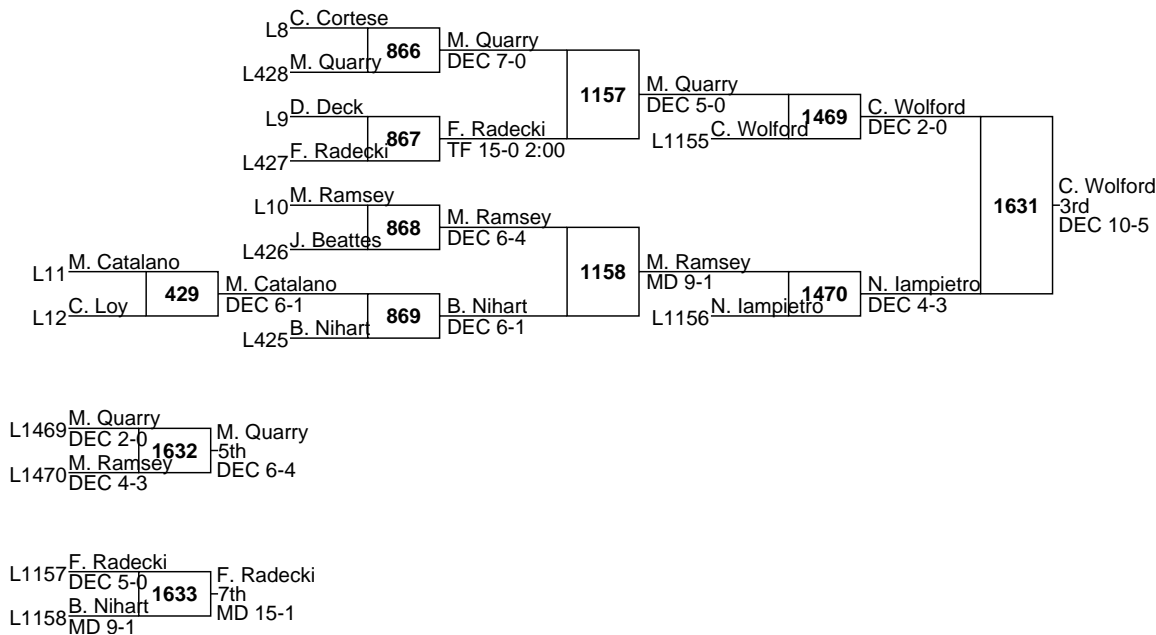 C. Cortese
L8
866
M. Quarry
DEC 7-0
M. Quarry
L428
1157
M. Quarry
DEC 5-0
D. Deck
L9
867
F. Radecki
TF 15-0 2:00
F. Radecki
L427
C. Wolford
L1155
1469
C. Wolford
DEC 2-0
M. Ramsey
L10
868
M. Ramsey
DEC 6-4
J. Beattes
L426
1158
M. Ramsey
MD 9-1
M. Catalano
L11
429
M. Catalano
DEC 6-1
C. Loy
L12
869
B. Nihart
DEC 6-1
B. Nihart
L425
N. Iampietro
L1156
1470
N. Iampietro
DEC 4-3
1631
C. Wolford
3rd
DEC 10-5
M. Quarry
L1469
DEC 2-0
1632
M. Quarry
5th
DEC 6-4
M. Ramsey
L1470
DEC 4-3
F. Radecki
L1157
DEC 5-0
1633
F. Radecki
7th
MD 15-1
B. Nihart
L1158
MD 9-1